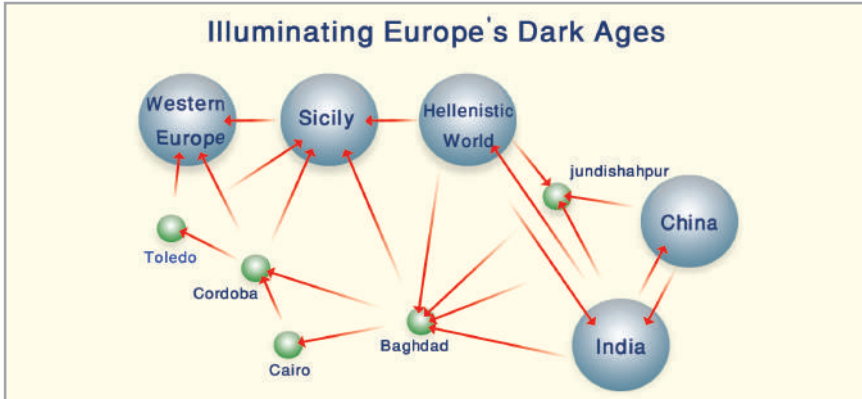 Illuminating Europe's Dark Ages
Western
Europe
Sicily
Hellenistic
World
jundishahpur
China
Toledo
Cordoba
Baghdad
India
Cairo